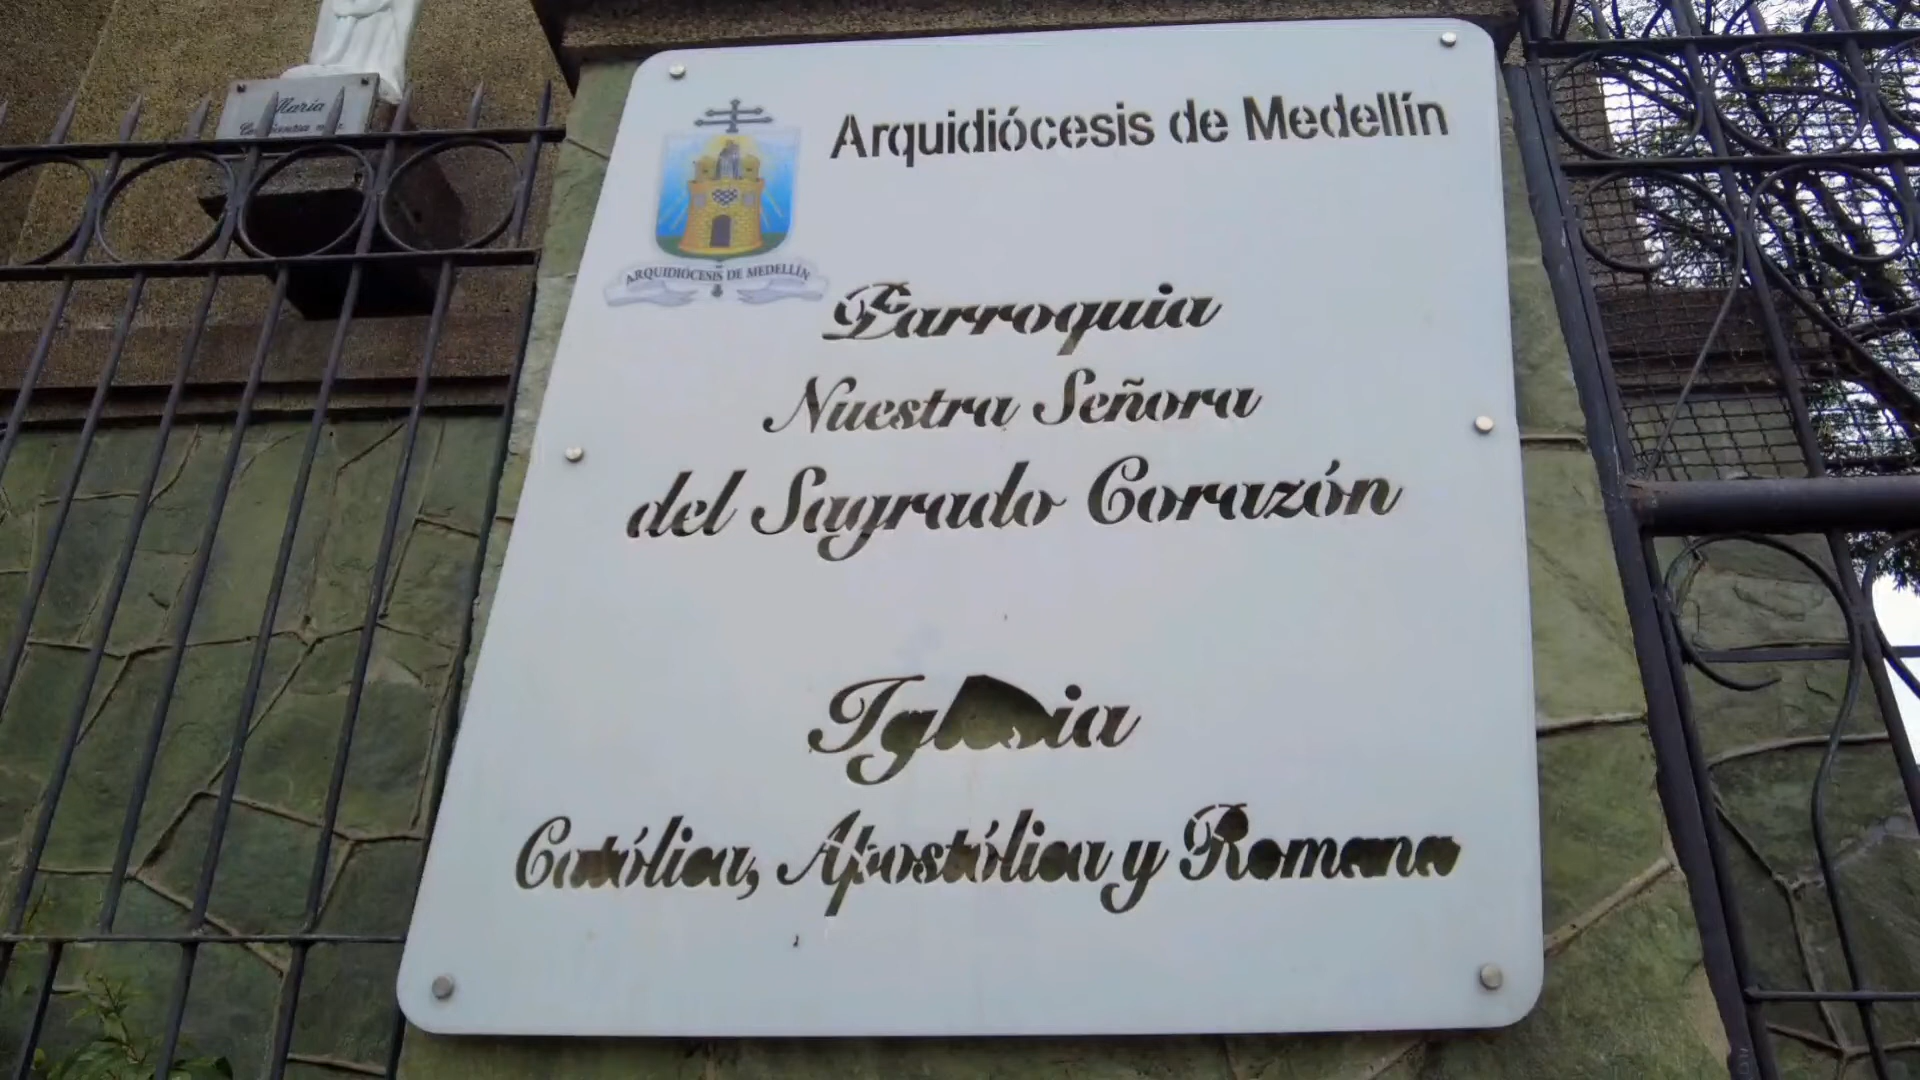 María
Arquidiócesis de Medellín
ARQUIDIÓCESIS DE MEDELLÍN
Parroquia
Nuestra Señora
del Sagrado Corazón
Iglesia
Católica, Apostólica y Romana